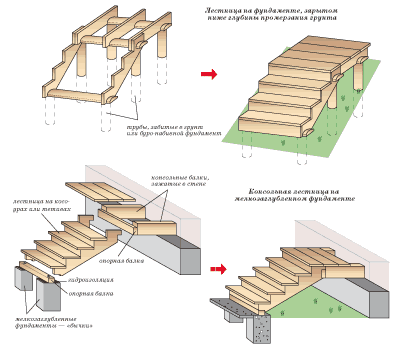 Лестница на фундаменте, зарытом
ниже глубины промерзания грунта
трубы, забитые в грунт
или буро-набивной фундамент
консольные балки,
зажатые в стене
лестница на косо-
урах или тетивах
опорная балка
гидроизоляция
опорная балка
мелкозаглубленные
фундаменты — «бычки»
Консольная лестница на
мелкозаглубленном фундаменте